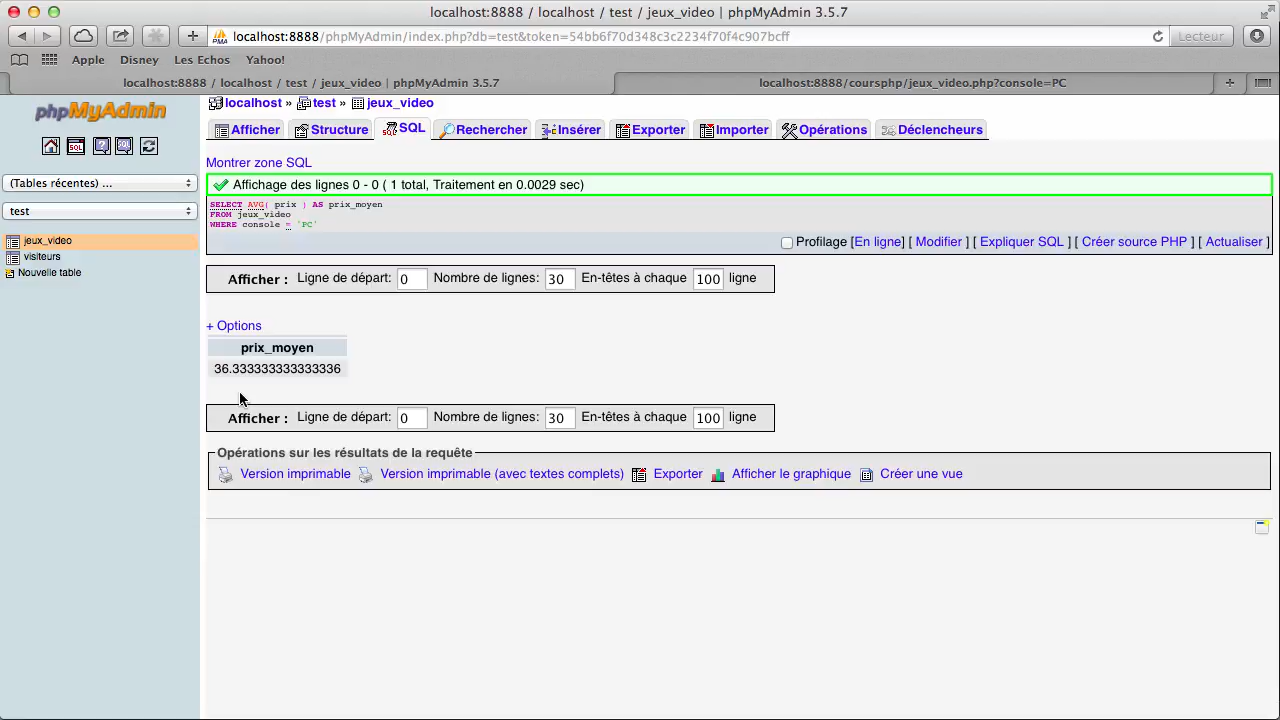 localhost:8888 / localhost / test / jeux_video | phpMyAdmin 3.5.7
localhost:8888/phpMyAdmin/index.php?db=test&token=54bb6f70d348c3c2234f70f4c907bcff
Lecteur
Apple Disney Les Echos Yahoo!
localhost:8888 / localhost / test / jeux_video | phpMyAdmin 3.5.7
localhost:8888/coursphp/jeux_video.php?console=PC
phpMyAdmin
(Tables récentes) ...
test
jeux_video
visiteurs
Nouvelle table
localhost » test » jeux_video
Afficher Structure SQL Rechercher Insérer Exporter Importer Opérations Déclencheurs
Montrer zone SQL
Affichage des lignes 0 - 0 ( 1 total, Traitement en 0.0029 sec)
SELECT AVG( prix ) AS prix_moyen
FROM jeux_video
WHERE console = 'PC'
Profilage [En ligne] [ Modifier ] [ Expliquer SQL ] [ Créer source PHP ] [ Actualiser ]
Afficher : Ligne de départ: 0 Nombre de lignes: 30 En-têtes à chaque 100 ligne
+ Options
prix_moyen
36.333333333333336
Afficher : Ligne de départ: 0 Nombre de lignes: 30 En-têtes à chaque 100 ligne
Opérations sur les résultats de la requête
Version imprimable Version imprimable (avec textes complets) Exporter Afficher le graphique Créer une vue